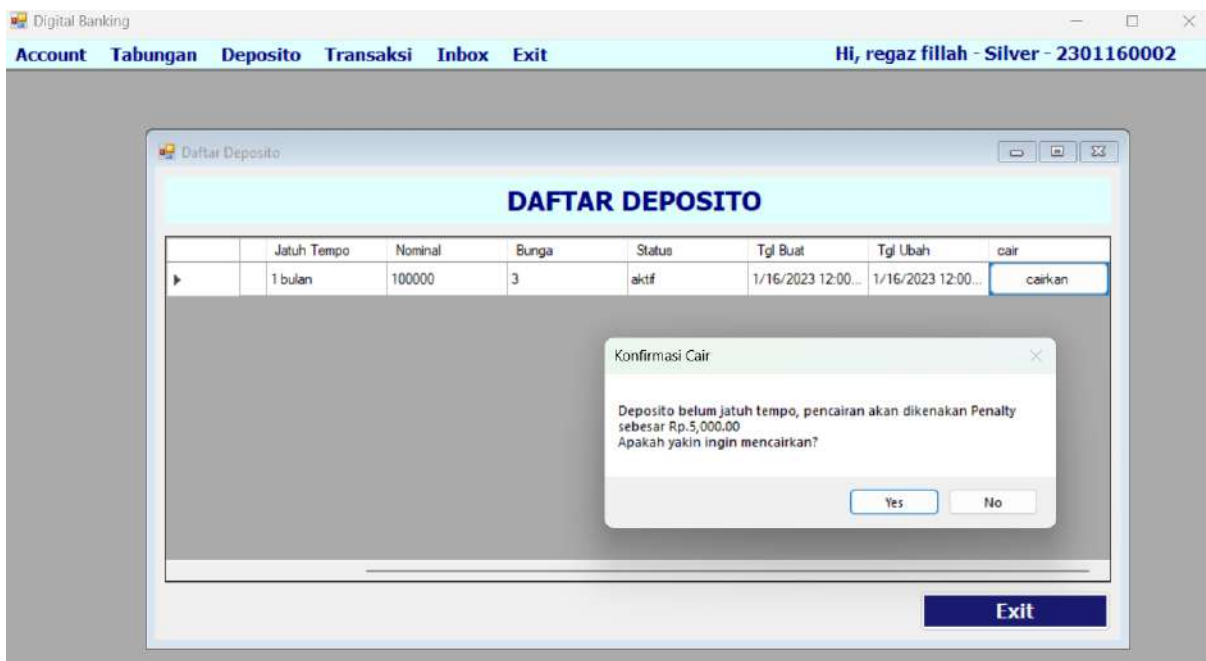 Digital Banking
Account Tabungan Deposito Transaksi Inbox Exit Hi, regaz fillah - Silver - 2301160002
Daftar Deposito
DAFTAR DEPOSITO
Jatuh Tempo Nominal Bunga Status Tgl Buat Tgl Ubah cair
1 bulan 100000 3 aktif 1/16/2023 12:00... 1/16/2023 12:00... cairkan
Konfirmasi Cair
Deposito belum jatuh tempo, pencairan akan dikenakan Penalty
sebesar Rp.5,000.00
Apakah yakin ingin mencairkan?
Yes No
Exit